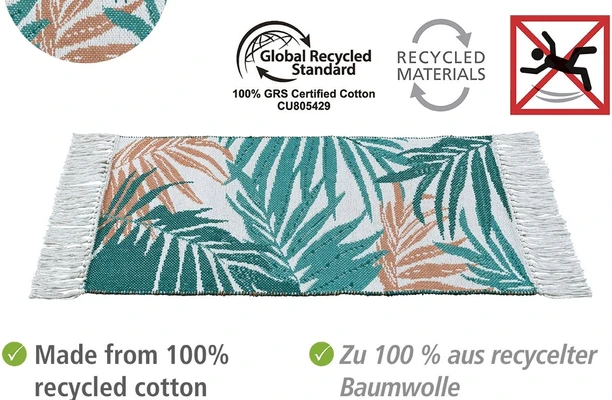 Global Recycled
Standard
100% GRS Certified Cotton
CU805429
RECYCLED
MATERIALS
Made from 100%
recycled cotton
Zu 100 % aus recycelter
Baumwolle